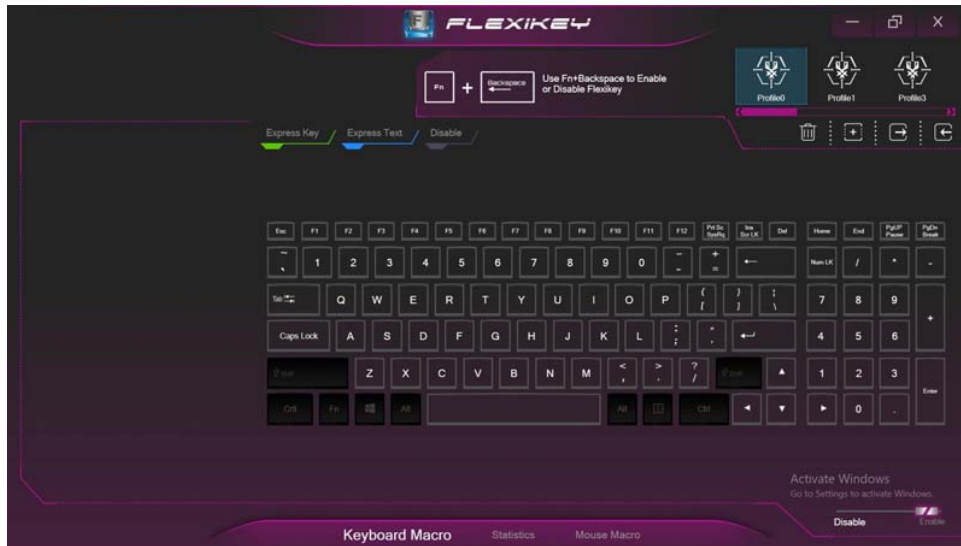 FLEXIKEY
Fn + Backspace Use Fn+Backspace to Enable
or Disable Flexikey
Profile0 Profile1 Profile3
Express Key / Express Text / Disable /
Esc F1 F2 F3 F4 F5 F6 F7 F8 F9 F10 F11 F12 Prt Sc Ins Del Home End PgUP PgDn
SysRq Scr LK Pause Break
~ 1 2 3 4 5 6 7 8 9 0 - + ← Num LK / * -
` - =
Tab Q W E R T Y U I O P { } ¦ 7 8 9 +
[ ] \
Caps Lock A S D F G H J K L : " 4 5 6
; '
Z X C V B N M < > ? ▲ 1 2 3 Enter
, . /
Ctrl Fn Alt Alt Ctrl ◄ ▼ ► 0 .
Activate Windows
Go to Settings to activate Windows.
Disable Enable
Keyboard Macro Statistics Mouse Macro